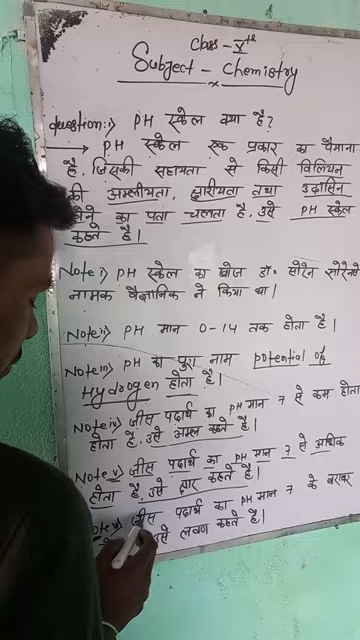 Class - Xth
Subject - Chemistry
question:i) PH स्केल क्या है?
→ PH स्केल एक प्रकार का पैमाना
है, जिसकी सहायता से किसी विलियन
की अम्लीयता, क्षारीयता तथा उदासिन
होने का पता चलता है, उसे PH स्केल
कहते है।
Note i) PH स्केल का खोज डॉ॰ सोरेन सोरेनसे
नामक वैज्ञानिक ने किया था।
Note ii) PH मान 0-14 तक होता है।
Note iii) PH का पुरा नाम potential of
Hydrogen होता है।
Note iv) जीस पदार्थ का PH मान 7 से कम होता
होता है, उसे अम्ल कहते है।
Note v) जीस पदार्थ का PH मान 7 से अधिक
होता है, उसे क्षार कहते है।
Note vi) जीस पदार्थ का PH मान 7 के बराबर
उसे लवण कहते है।